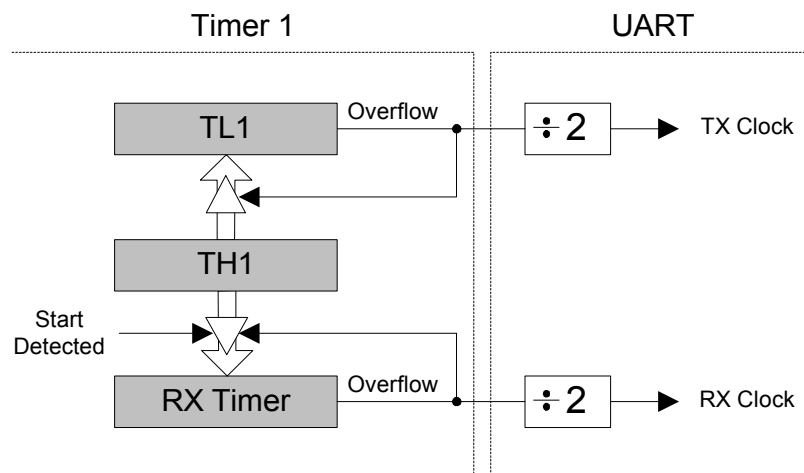 Timer 1
UART
TL1
Overflow
÷ 2
TX Clock
TH1
Start
Detected
RX Timer
Overflow
÷ 2
RX Clock